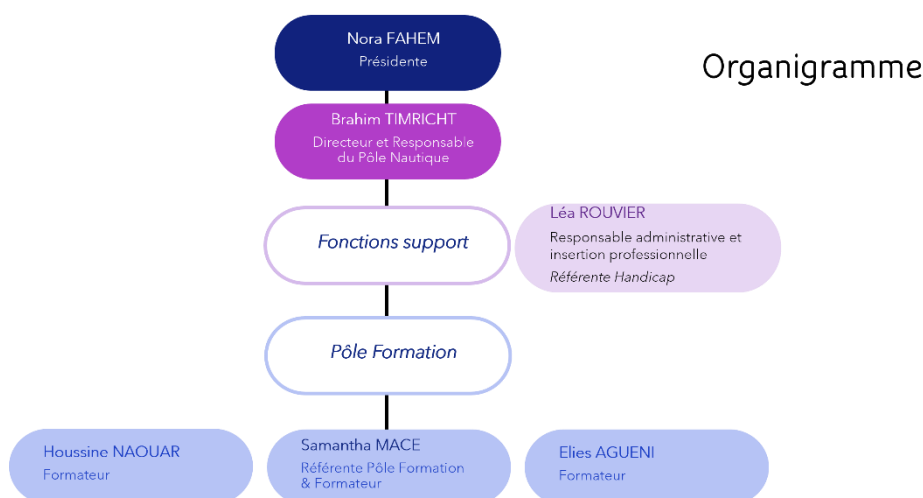 Nora FAHEM
Présidente
Organigramme
Brahim TIMRICHT
Directeur et Responsable
du Pôle Nautique
Fonctions support
Léa ROUVIER
Responsable administrative et
insertion professionnelle
Référente Handicap
Pôle Formation
Houssine NAOUAR
Formateur
Samantha MACE
Référente Pôle Formation
& Formateur
Elies AGUENI
Formateur